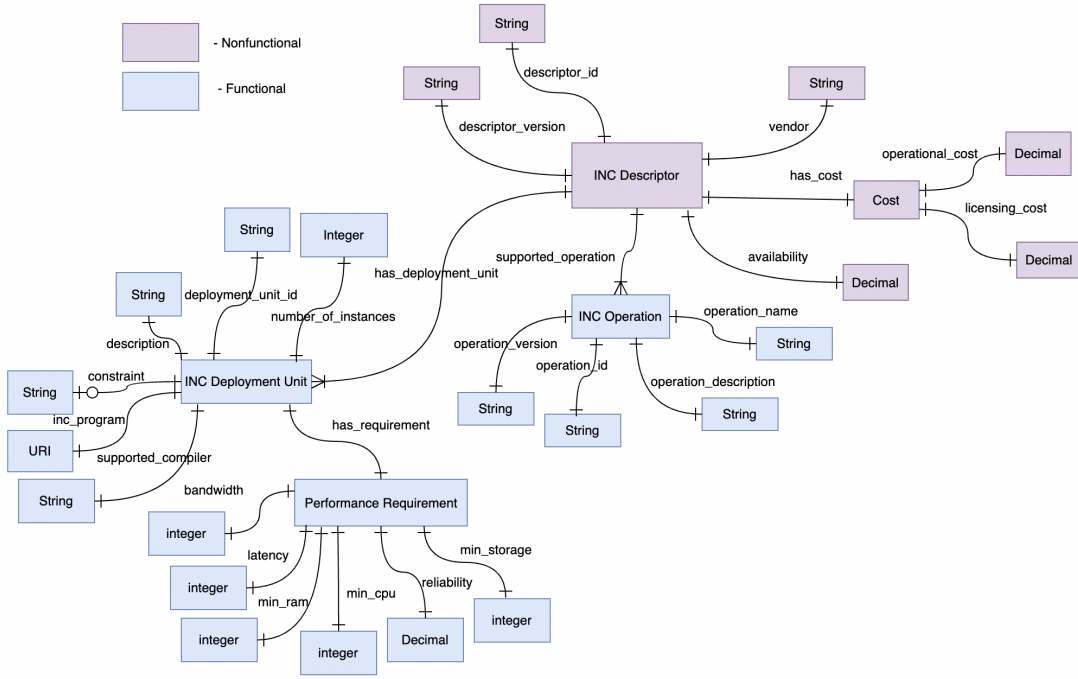 String
- Nonfunctional
descriptor_id
String
String
- Functional
descriptor_version
vendor
operational_cost
Decimal
INC Descriptor
has_cost
Cost
licensing_cost
String
Integer
supported_operation
availability
Decimal
has_deployment_unit
Decimal
String
deployment_unit_id
number_of_instances
INC Operation
operation_name
description
operation_version
String
operation_id
constraint
INC Deployment Unit
operation_description
String
String
String
inc_program
has_requirement
String
URI
supported_compiler
String
bandwidth
Performance Requirement
integer
latency
min_storage
integer
min_ram
min_cpu
reliability
integer
integer
Decimal
integer